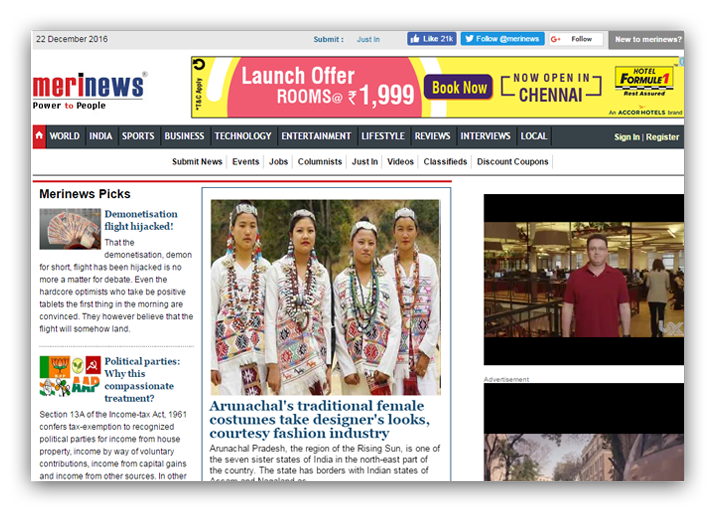 22 December 2016
Submit :
Just In
Like 21k
Follow @merinews
G+ Follow
New to merinews?
merinews®
Power to People
*T&C Apply
Launch Offer
ROOMS@ ₹1,999
Book Now
NOW OPEN IN
CHENNAI
HOTEL
FORMULE1
Rest Assured
An ACCORHOTELS brand
WORLD INDIA SPORTS BUSINESS TECHNOLOGY ENTERTAINMENT LIFESTYLE REVIEWS INTERVIEWS LOCAL
Sign In | Register
Submit News Events Jobs Columnists Just In Videos Classifieds Discount Coupons
Merinews Picks
Demonetisation
flight hijacked!
That the
demonetisation, demon
for short, flight has been hijacked is no
more a matter for debate. Even the
hardcore optimists who take be positive
tablets the first thing in the morning are
convinced. They however believe that the
flight will somehow land.
BJP
AAP
Political parties:
Why this
compassionate
treatment?
Section 13A of the Income-tax Act, 1961
confers tax-exemption to recognized
political parties for income from house
property, income by way of voluntary
contributions, income from capital gains
and income from other sources. In other
Arunachal's traditional female
costumes take designer's looks,
courtesy fashion industry
Arunachal Pradesh, the region of the Rising Sun, is one of
the seven sister states of India in the north-east part of
the country. The state has borders with Indian states of
Assam and Nagaland as
Advertisement